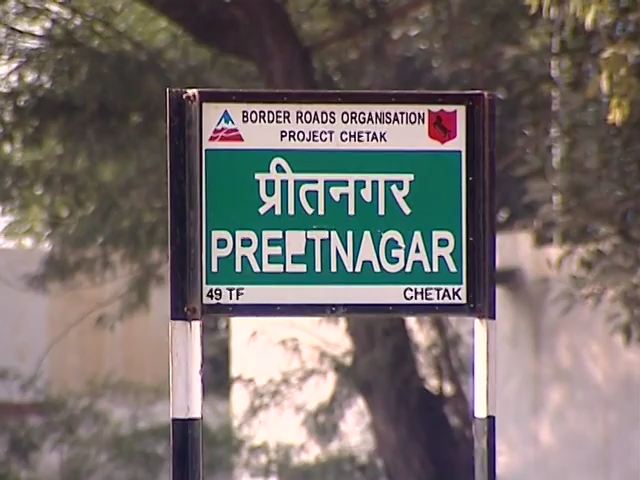 BORDER ROADS ORGANISATION
PROJECT CHETAK
प्रीतनगर
PREETNAGAR
49 TF CHETAK